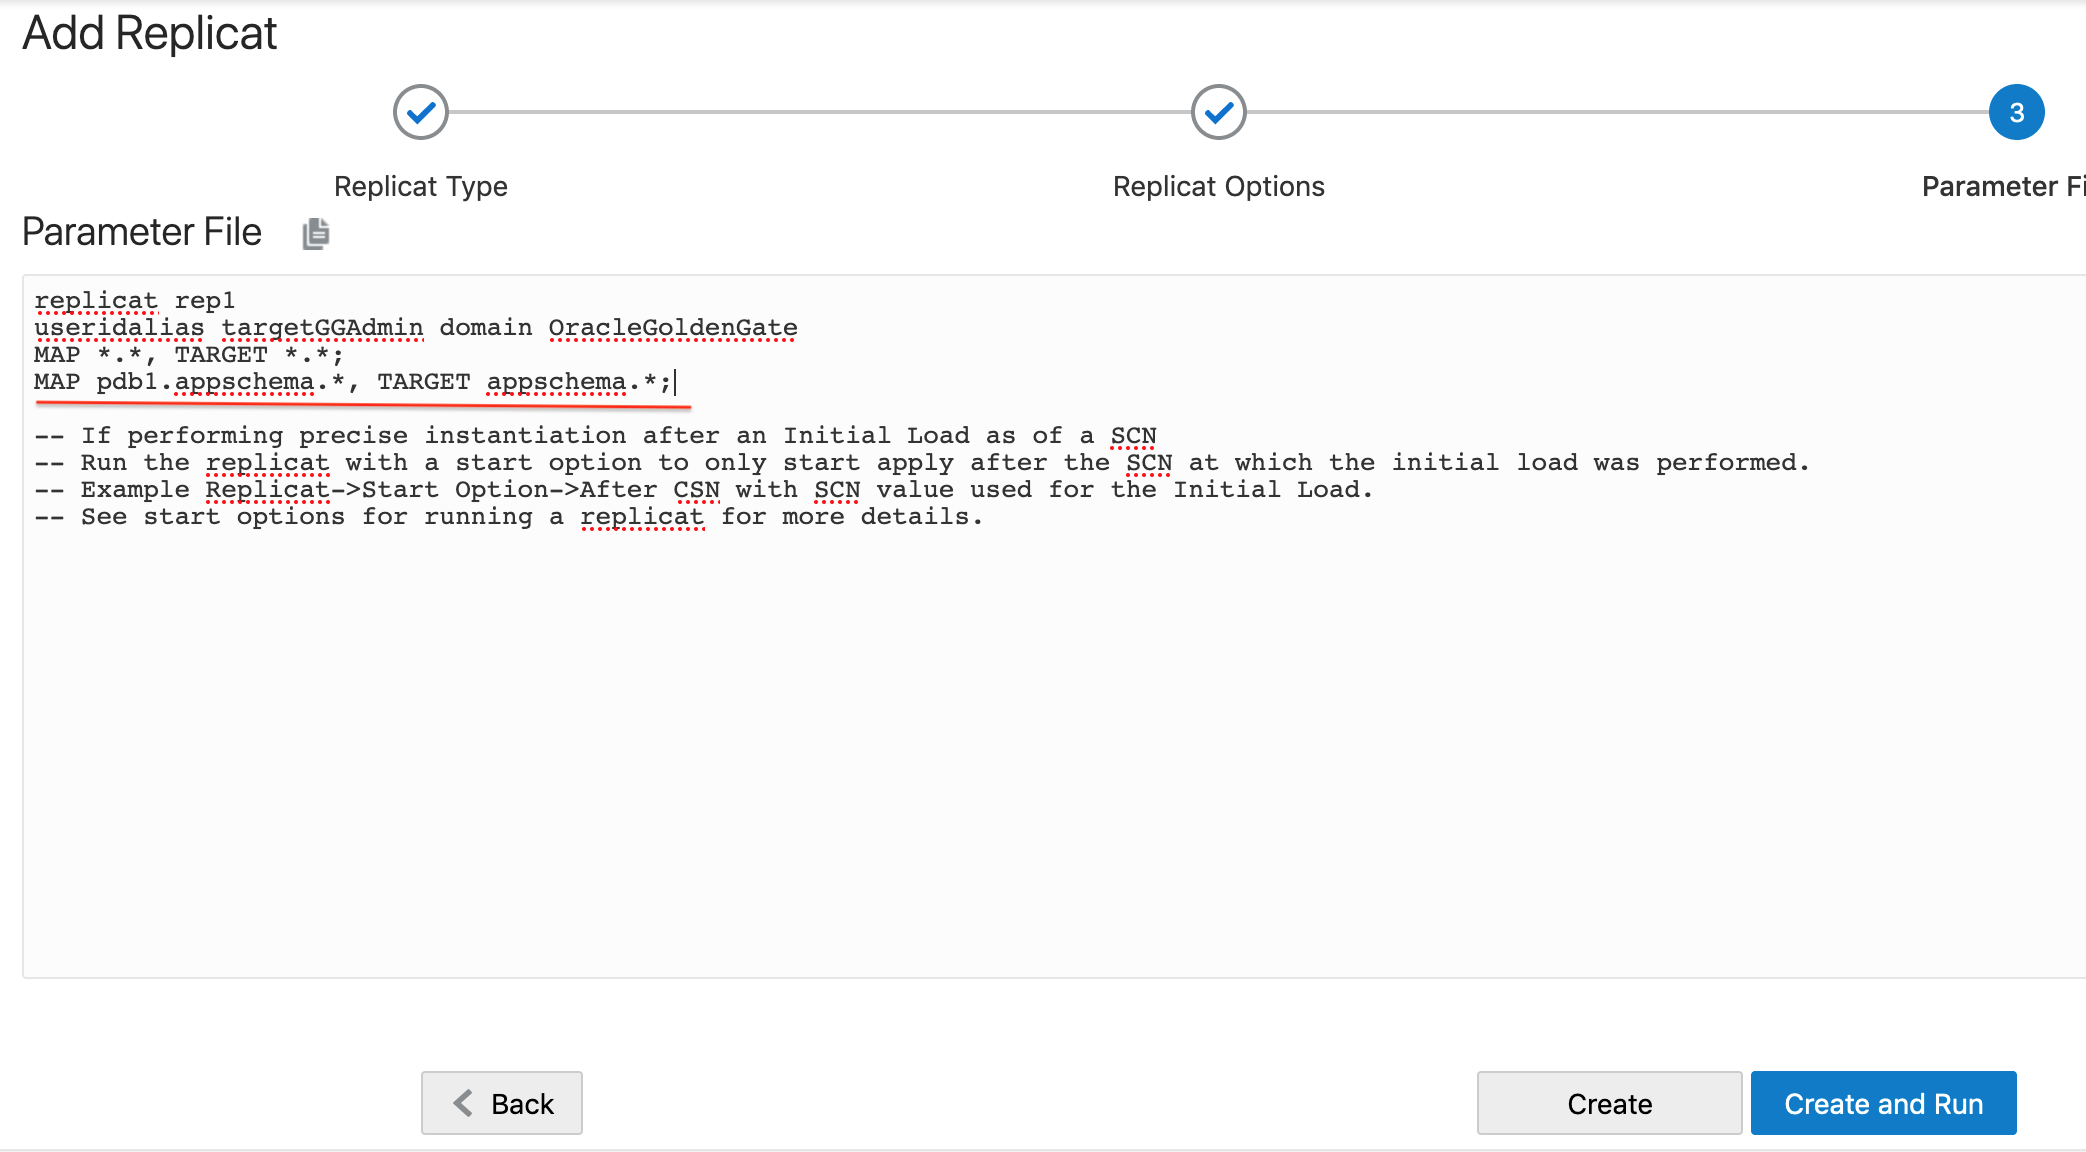 Add Replicat
3
Replicat Type
Replicat Options
Parameter Fi
Parameter File
replicat rep1
useridalias targetGGAdmin domain OracleGoldenGate
MAP *.*, TARGET *.*;
MAP pdb1.appschema.*, TARGET appschema.*;
-- If performing precise instantiation after an Initial Load as of a SCN
-- Run the replicat with a start option to only start apply after the SCN at which the initial load was performed.
-- Example Replicat->Start Option->After CSN with SCN value used for the Initial Load.
-- See start options for running a replicat for more details.
Back
Create
Create and Run